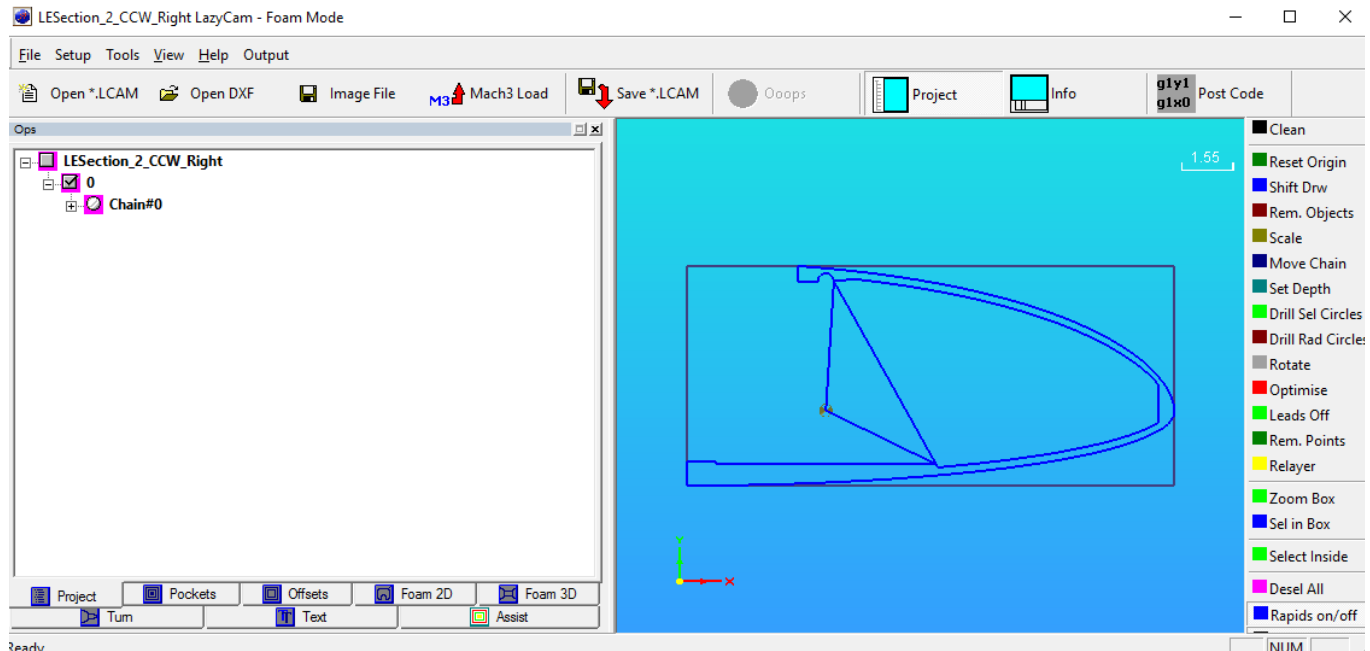 LESection_2_CCW_Right LazyCam - Foam Mode
File Setup Tools View Help Output
Open *.LCAM Open DXF Image File M3 Mach3 Load Save *.LCAM Ooops Project Info g1y1 g1x0 Post Code
Ops
LESection_2_CCW_Right
0
Chain#0
1.55
Y
X
Clean
Reset Origin
Shift Drw
Rem. Objects
Scale
Move Chain
Set Depth
Drill Sel Circles
Drill Rad Circles
Rotate
Optimise
Leads Off
Rem. Points
Relayer
Zoom Box
Sel in Box
Select Inside
Desel All
Rapids on/off
Project Pockets Offsets Foam 2D Foam 3D
Turn Text Assist
Ready NUM